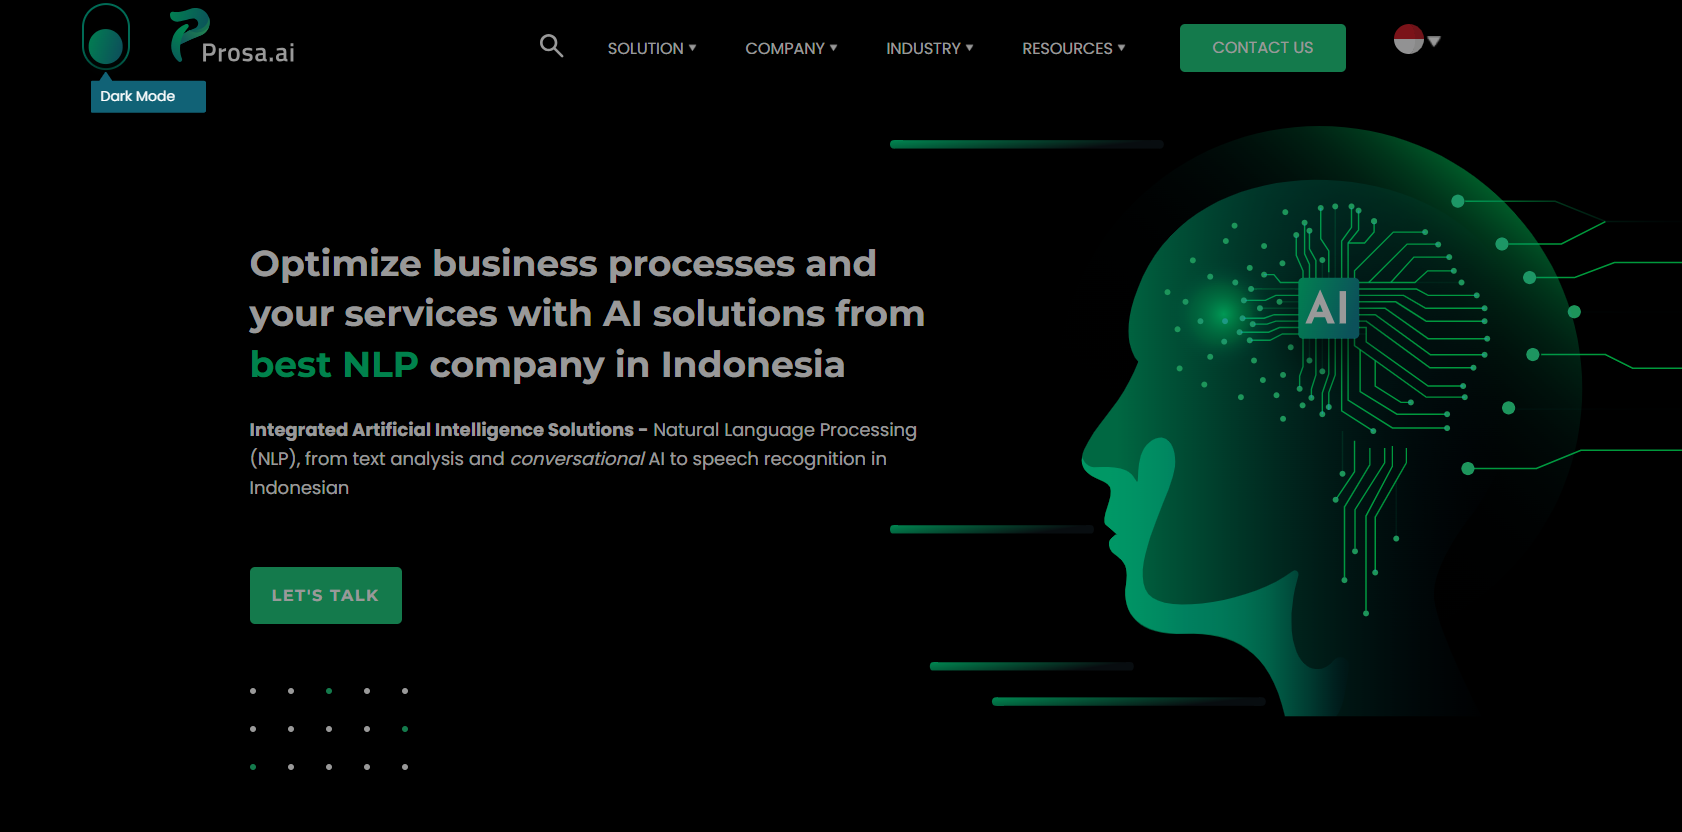 Prosa.ai
SOLUTION
COMPANY
INDUSTRY
RESOURCES
CONTACT US
Dark Mode
Optimize business processes and
your services with AI solutions from
best NLP company in Indonesia
Integrated Artificial Intelligence Solutions - Natural Language Processing
(NLP), from text analysis and conversational AI to speech recognition in
Indonesian
LET'S TALK
AI